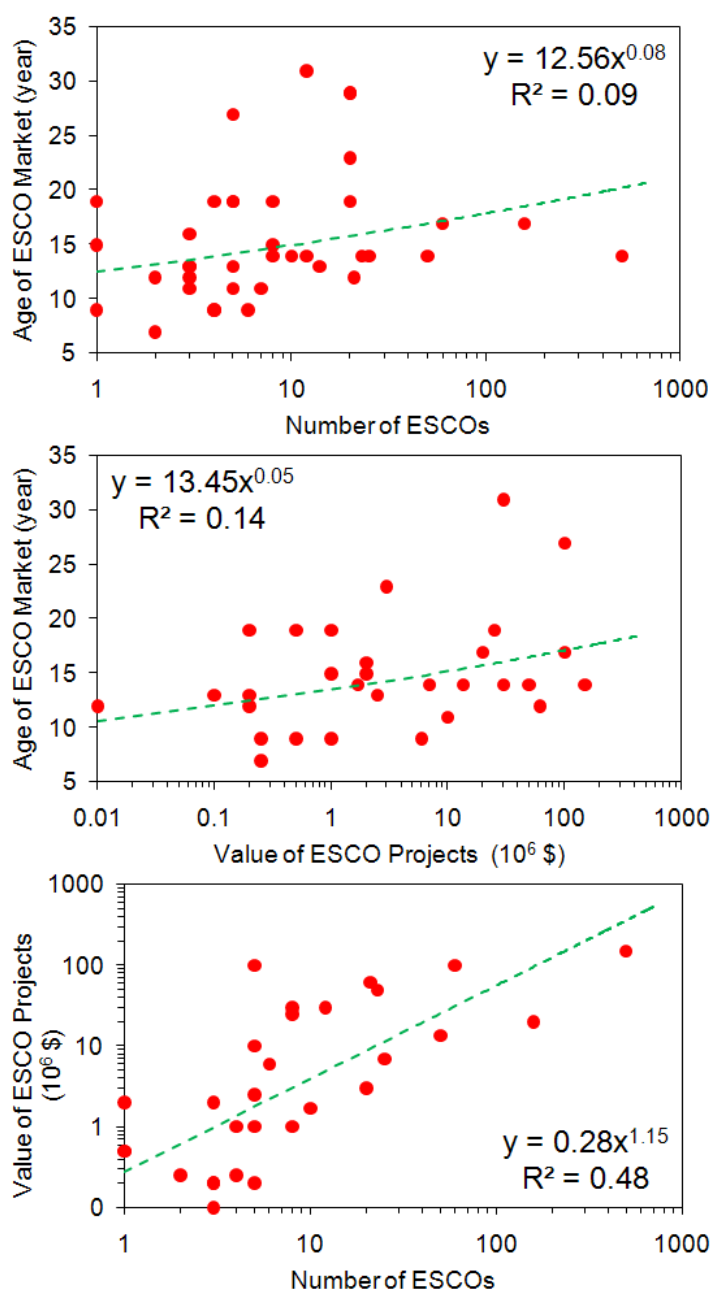 35
30
25
20
15
10
5
Age of ESCO Market (year)
y = 12.56x^0.08
R² = 0.09
1 10 100 1000
Number of ESCOs
35
30
25
20
15
10
5
Age of ESCO Market (year)
y = 13.45x^0.05
R² = 0.14
0.01 0.1 1 10 100 1000
Value of ESCO Projects (10⁶ $)
1000
100
10
1
0
Value of ESCO Projects
(10⁶ $)
y = 0.28x^1.15
R² = 0.48
1 10 100 1000
Number of ESCOs